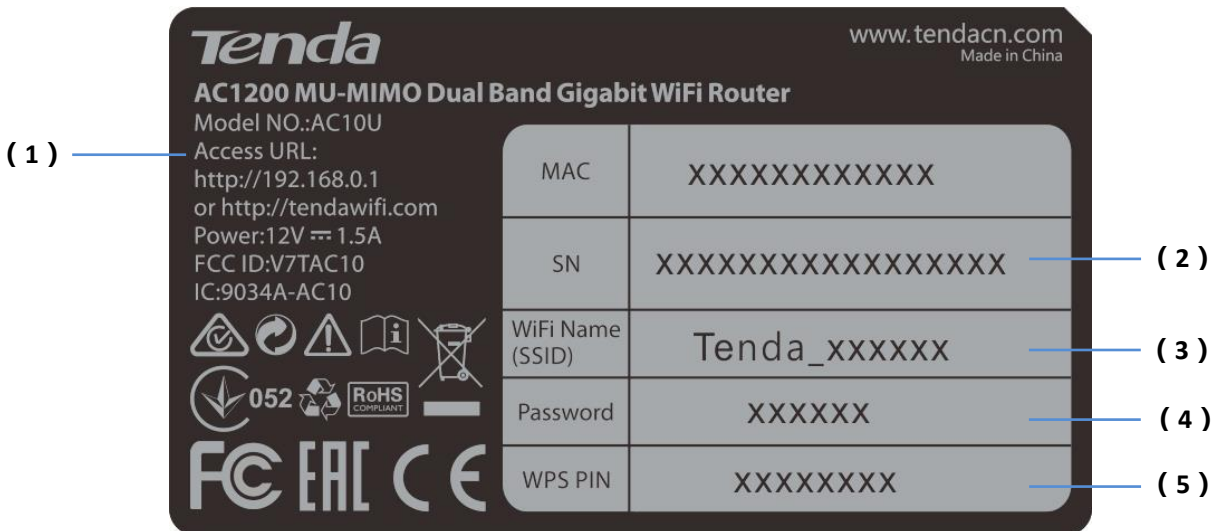 Tenda
www.tendacn.com
Made in China
AC1200 MU-MIMO Dual Band Gigabit WiFi Router
Model NO.:AC10U
( 1 )
Access URL:
http://192.168.0.1
or http://tendawifi.com
Power:12V ⎓ 1.5A
FCC ID:V7TAC10
IC:9034A-AC10
MAC XXXXXXXXXXXX
SN XXXXXXXXXXXXXXXXX ( 2 )
WiFi Name
(SSID) Tenda_xxxxxx ( 3 )
Password XXXXXX ( 4 )
WPS PIN XXXXXXXX ( 5 )
052
RoHS
COMPLIANT
FC EAC CE